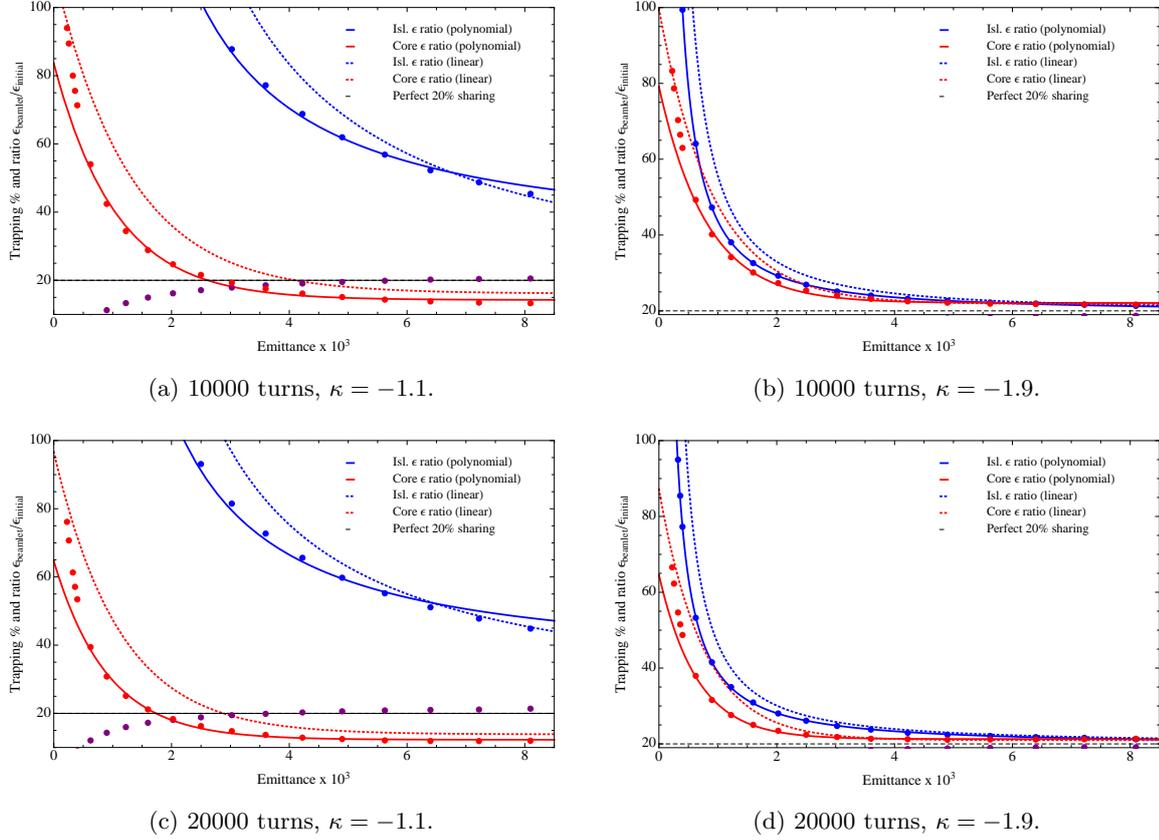 Trapping % and ratio ϵbeamlet/ϵinitial
100
80
60
40
20
0
2
4
6
8
Emittance x 10³
Isl. ϵ ratio (polynomial)
Core ϵ ratio (polynomial)
Isl. ϵ ratio (linear)
Core ϵ ratio (linear)
Perfect 20% sharing
(a) 10000 turns, κ = −1.1.
Trapping % and ratio ϵbeamlet/ϵinitial
100
80
60
40
20
0
2
4
6
8
Emittance x 10³
Isl. ϵ ratio (polynomial)
Core ϵ ratio (polynomial)
Isl. ϵ ratio (linear)
Core ϵ ratio (linear)
Perfect 20% sharing
(b) 10000 turns, κ = −1.9.
Trapping % and ratio ϵbeamlet/ϵinitial
100
80
60
40
20
0
2
4
6
8
Emittance x 10³
Isl. ϵ ratio (polynomial)
Core ϵ ratio (polynomial)
Isl. ϵ ratio (linear)
Core ϵ ratio (linear)
Perfect 20% sharing
(c) 20000 turns, κ = −1.1.
Trapping % and ratio ϵbeamlet/ϵinitial
100
80
60
40
20
0
2
4
6
8
Emittance x 10³
Isl. ϵ ratio (polynomial)
Core ϵ ratio (polynomial)
Isl. ϵ ratio (linear)
Core ϵ ratio (linear)
Perfect 20% sharing
(d) 20000 turns, κ = −1.9.